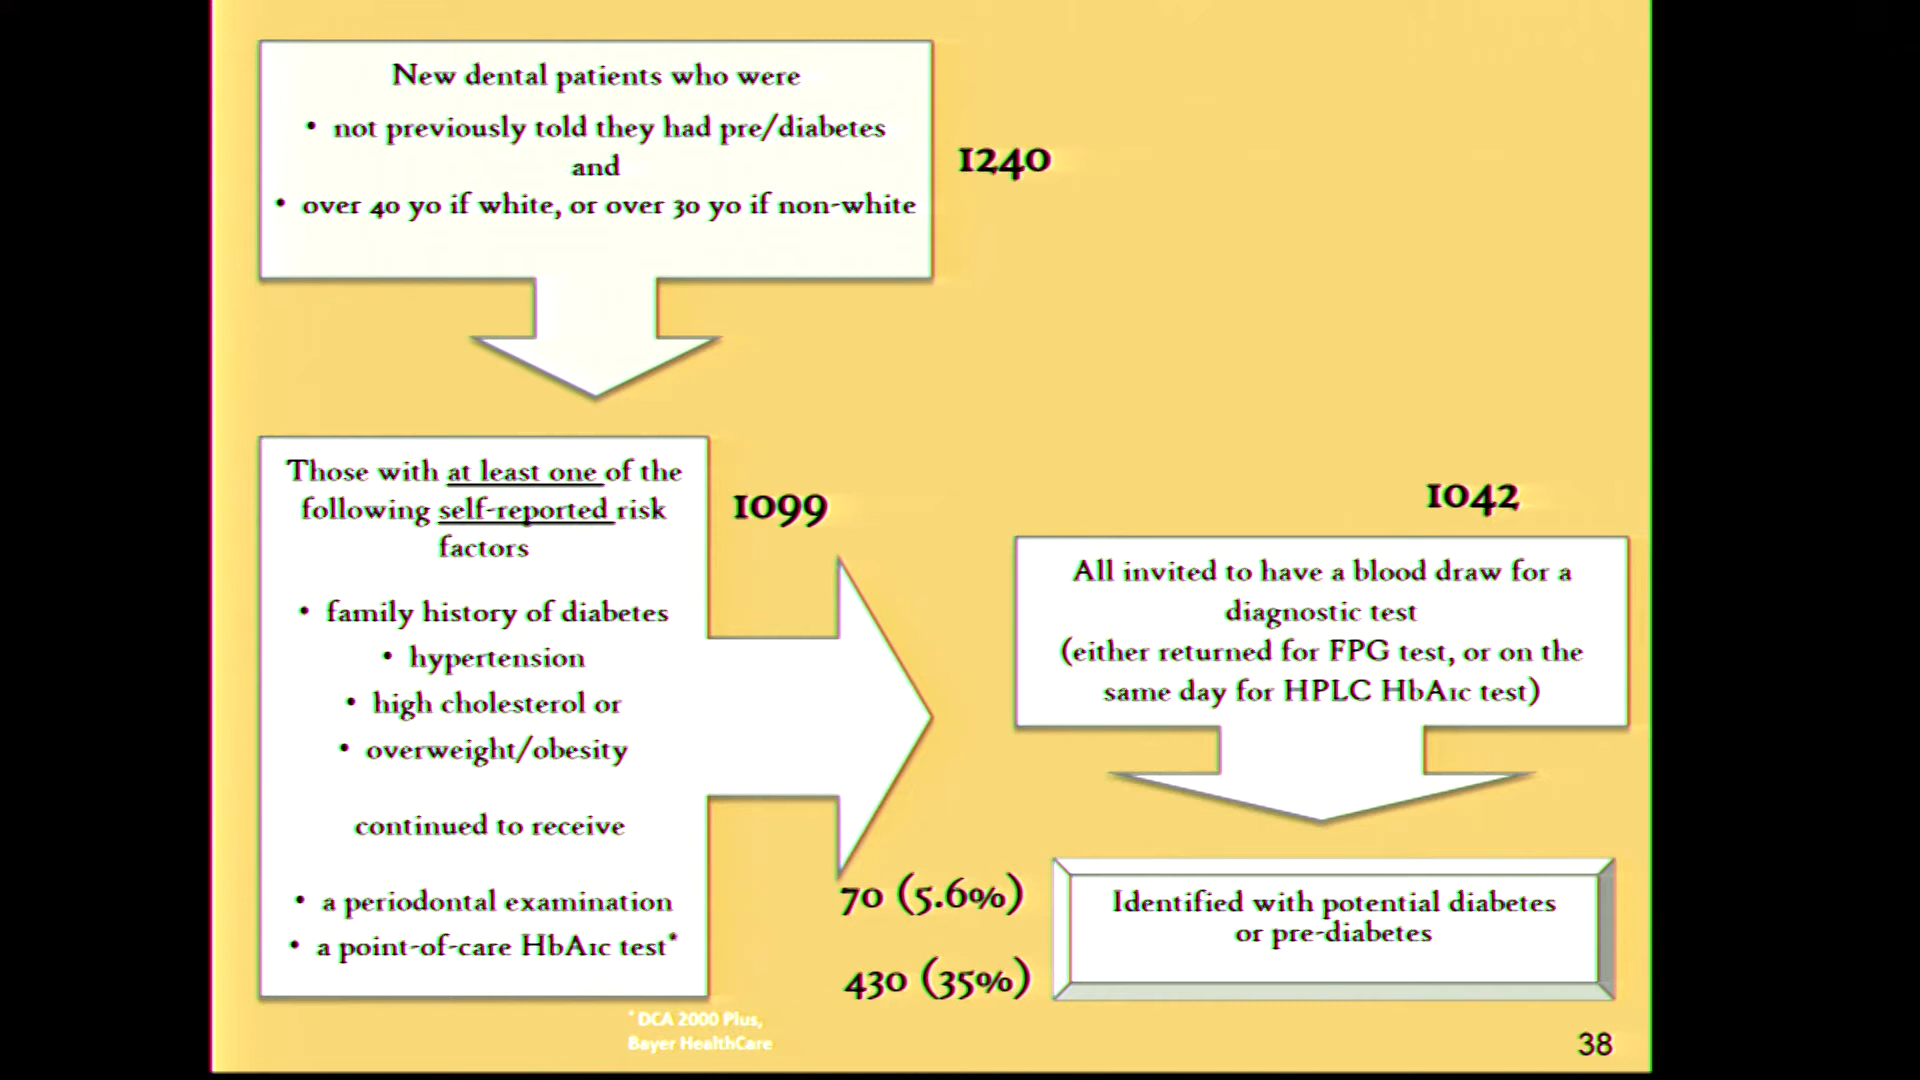 New dental patients who were
• not previously told they had pre/diabetes
and
• over 40 yo if white, or over 30 yo if non-white
1240
Those with at least one of the
following self-reported risk
factors
• family history of diabetes
• hypertension
• high cholesterol or
• overweight/obesity
continued to receive
• a periodontal examination
• a point-of-care HbA1c test*
1099
1042
All invited to have a blood draw for a
diagnostic test
(either returned for FPG test, or on the
same day for HPLC HbA1c test)
70 (5.6%)
430 (35%)
Identified with potential diabetes
or pre-diabetes
* DCA 2000 Plus,
Bayer HealthCare
38